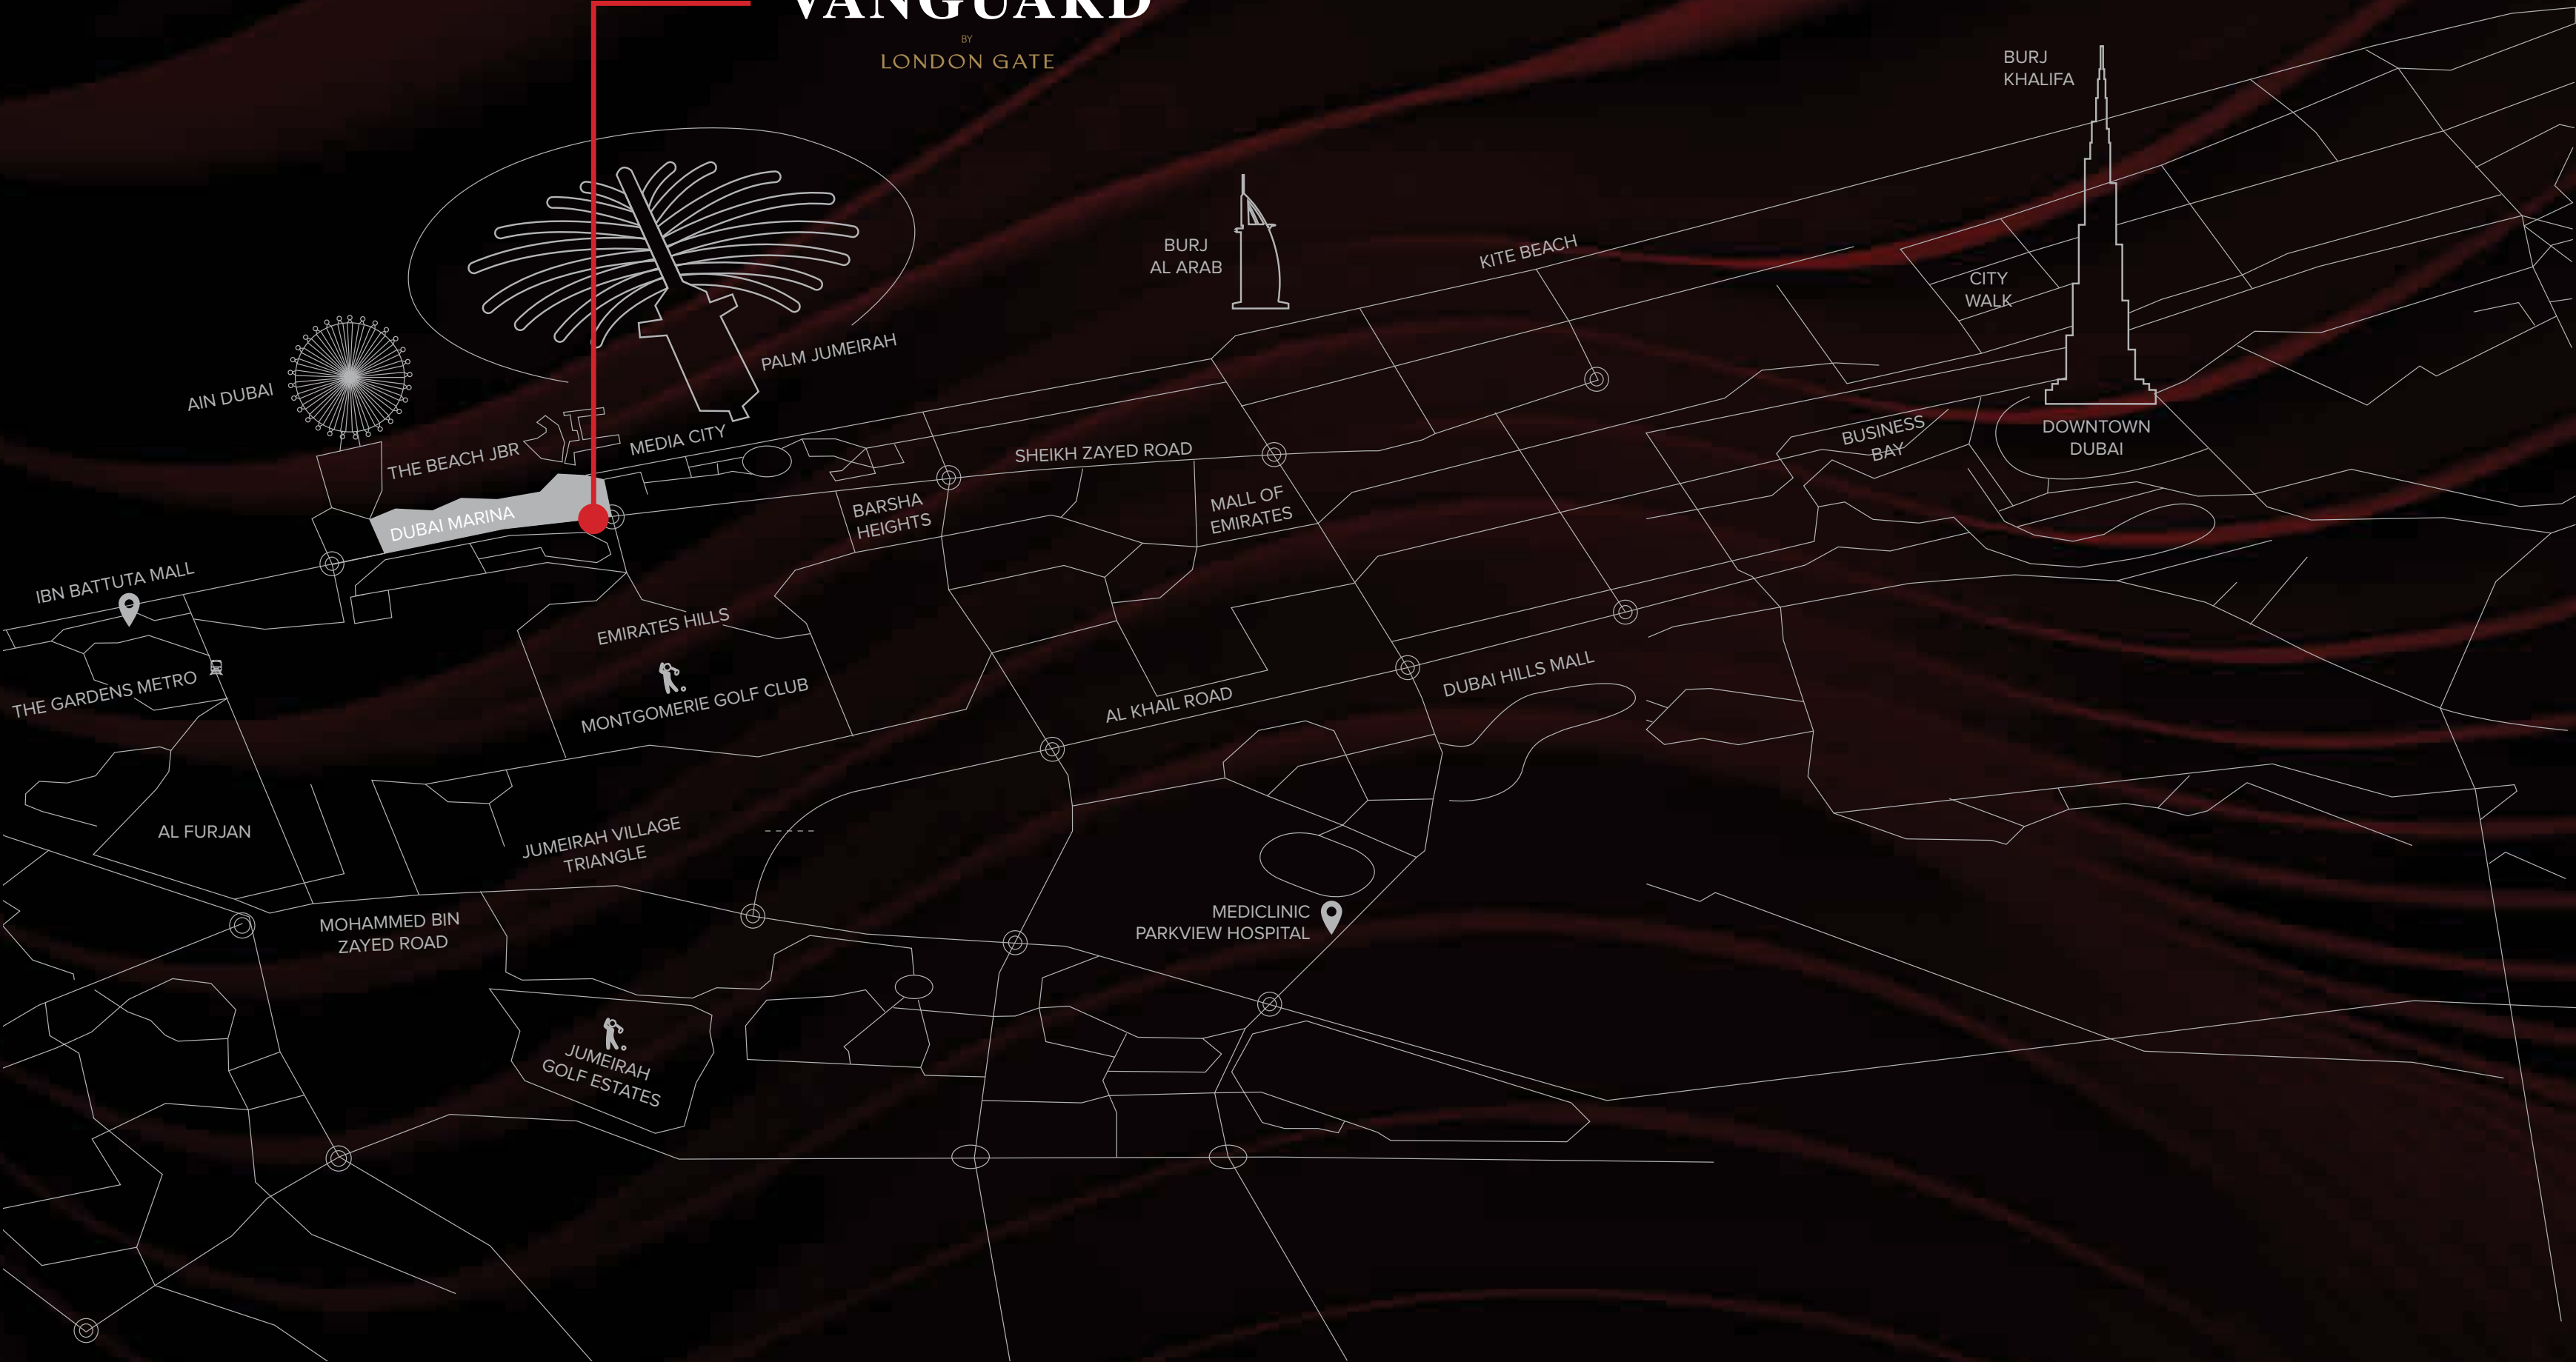 VANGUARD
BY
LONDON GATE
BURJ
KHALIFA
BURJ
AL ARAB
KITE BEACH
CITY
WALK
PALM JUMEIRAH
AIN DUBAI
THE BEACH JBR
MEDIA CITY
SHEIKH ZAYED ROAD
BUSINESS
BAY
DOWNTOWN
DUBAI
DUBAI MARINA
BARSHA
HEIGHTS
MALL OF
EMIRATES
IBN BATTUTA MALL
EMIRATES HILLS
THE GARDENS METRO
MONTGOMERIE GOLF CLUB
AL KHAIL ROAD
DUBAI HILLS MALL
AL FURJAN
JUMEIRAH VILLAGE
TRIANGLE
MOHAMMED BIN
ZAYED ROAD
MEDICLINIC
PARKVIEW HOSPITAL
JUMEIRAH
GOLF ESTATES